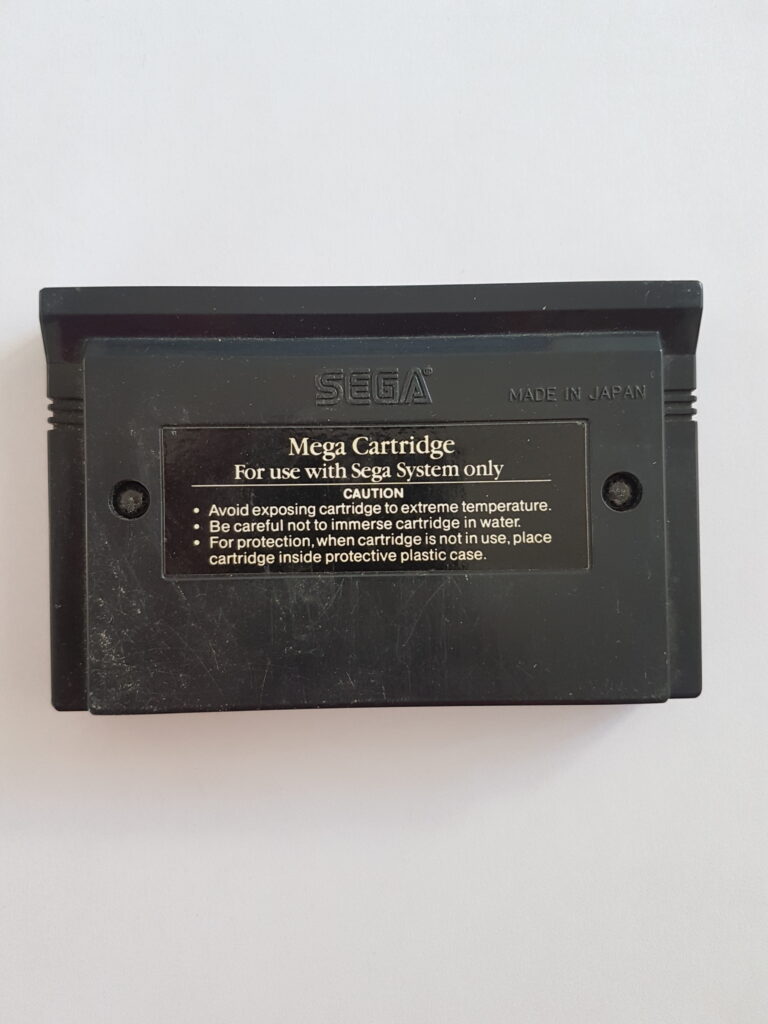 SEGA®
MADE IN JAPAN
Mega Cartridge
For use with Sega System only
CAUTION
• Avoid exposing cartridge to extreme temperature.
• Be careful not to immerse cartridge in water.
• For protection, when cartridge is not in use, place
cartridge inside protective plastic case.